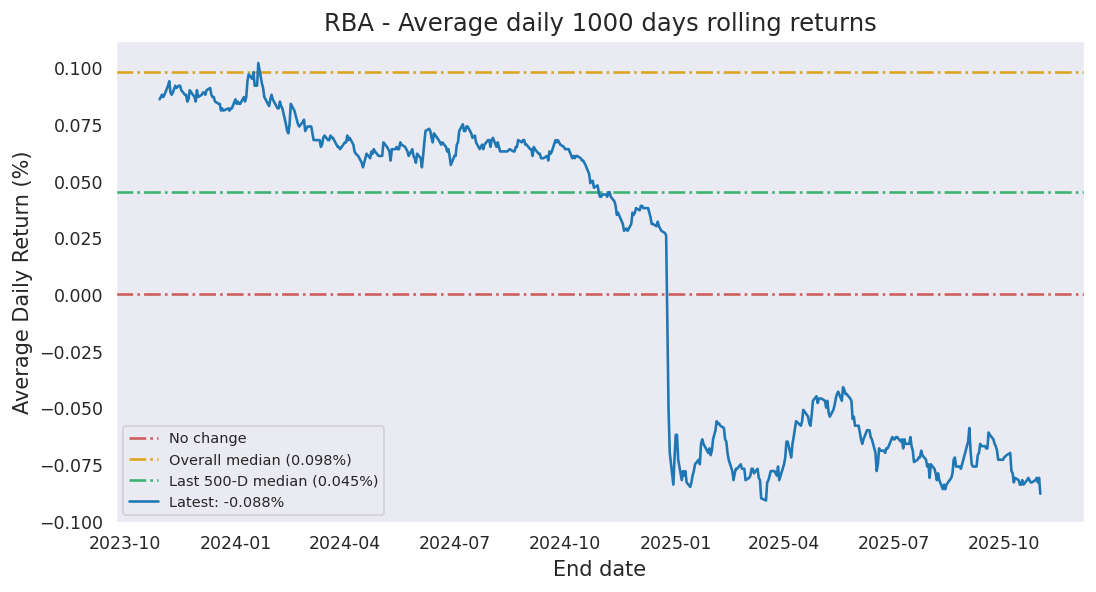 RBA - Average daily 1000 days rolling returns
Average Daily Return (%)
0.100
0.075
0.050
0.025
0.000
−0.025
−0.050
−0.075
−0.100
No change
Overall median (0.098%)
Last 500-D median (0.045%)
Latest: -0.088%
2023-10
2024-01
2024-04
2024-07
2024-10
2025-01
2025-04
2025-07
2025-10
End date